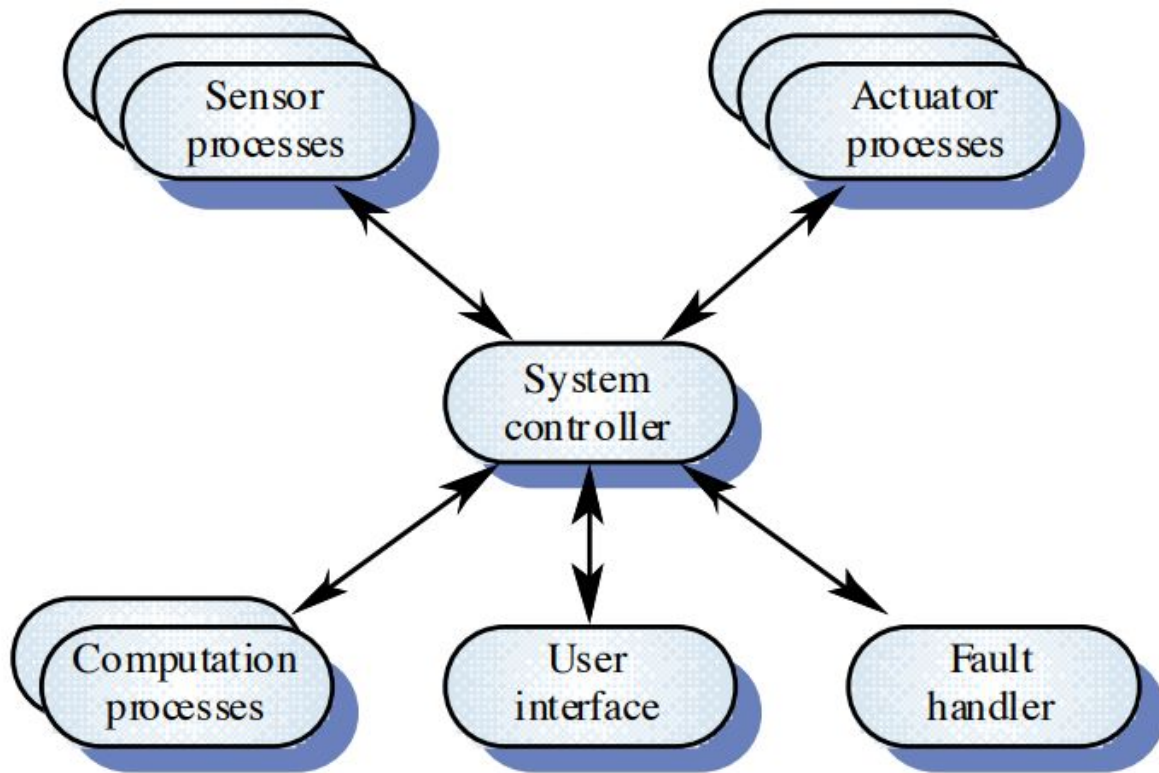 Sensor
processes
Actuator
processes
System
controller
Computation
processes
User
interface
Fault
handler